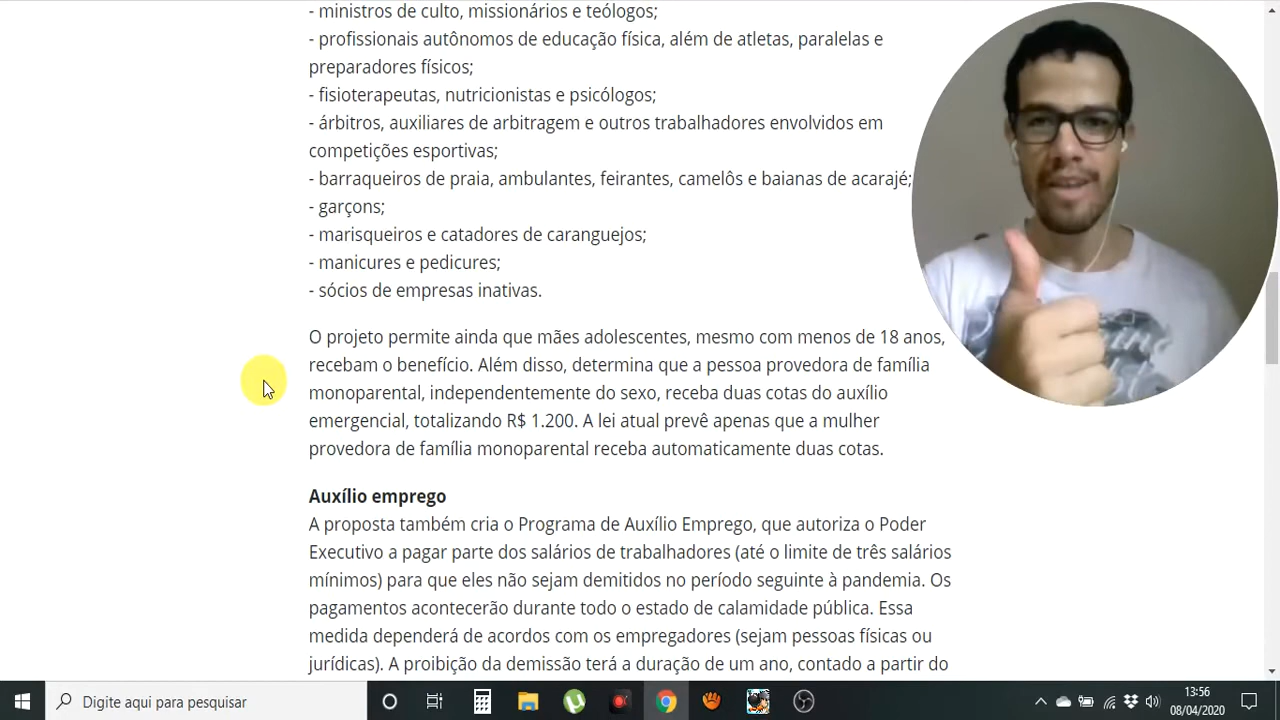 - ministros de culto, missionários e teólogos;
- profissionais autônomos de educação física, além de atletas, paralelas e
preparadores físicos;
- fisioterapeutas, nutricionistas e psicólogos;
- árbitros, auxiliares de arbitragem e outros trabalhadores envolvidos em
competições esportivas;
- barraqueiros de praia, ambulantes, feirantes, camelôs e baianas de acarajé;
- garçons;
- marisqueiros e catadores de caranguejos;
- manicures e pedicures;
- sócios de empresas inativas.
O projeto permite ainda que mães adolescentes, mesmo com menos de 18 anos,
recebam o benefício. Além disso, determina que a pessoa provedora de família
monoparental, independentemente do sexo, receba duas cotas do auxílio
emergencial, totalizando R$ 1.200. A lei atual prevê apenas que a mulher
provedora de família monoparental receba automaticamente duas cotas.
Auxílio emprego
A proposta também cria o Programa de Auxílio Emprego, que autoriza o Poder
Executivo a pagar parte dos salários de trabalhadores (até o limite de três salários
mínimos) para que eles não sejam demitidos no período seguinte à pandemia. Os
pagamentos acontecerão durante todo o estado de calamidade pública. Essa
medida dependerá de acordos com os empregadores (sejam pessoas físicas ou
jurídicas). A proibição da demissão terá a duração de um ano, contado a partir do
Digite aqui para pesquisar
13:56
08/04/2020